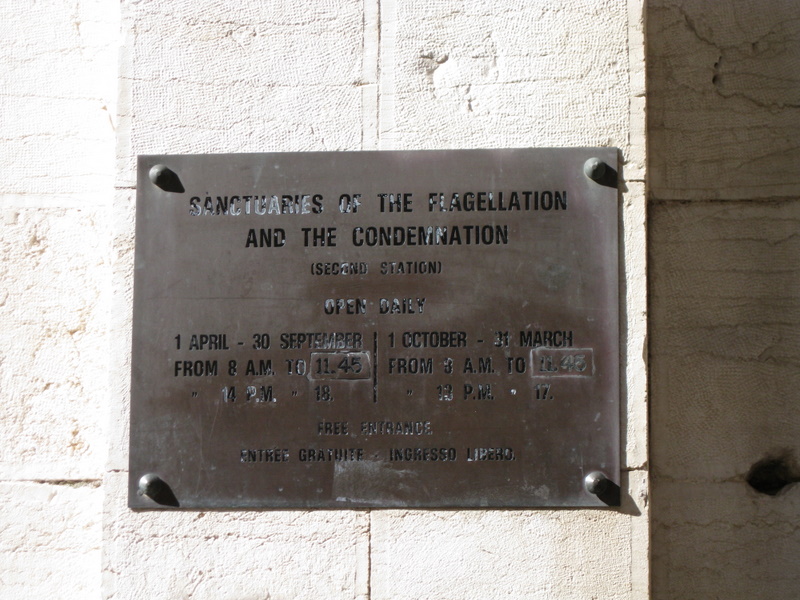 SANCTUARIES OF THE FLAGELLATION
AND THE CONDEMNATION
(SECOND STATION)
OPEN DAILY
1 APRIL - 30 SEPTEMBER
FROM 8 A.M. TO 11.45
" 14 P.M. " 18.
1 OCTOBER - 31 MARCH
FROM 8 A.M. TO 11.45
" 13 P.M. " 17.
FREE ENTRANCE
ENTREE GRATUITE - INGRESSO LIBERO.